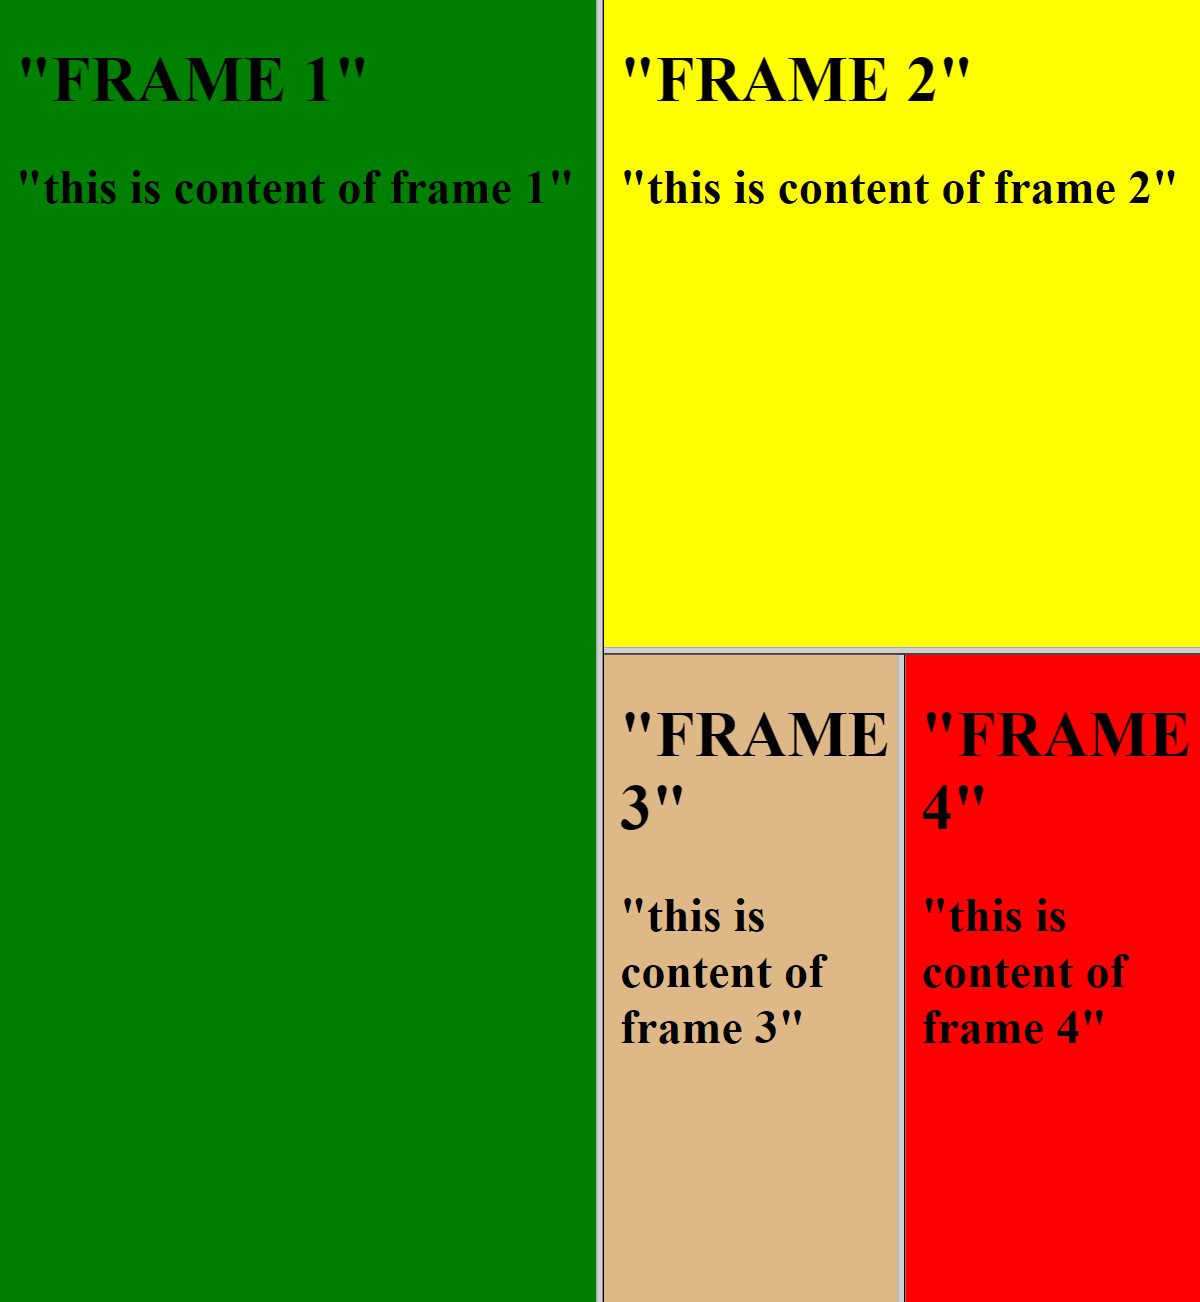 "FRAME 1"
"this is content of frame 1"
"FRAME 2"
"this is content of frame 2"
"FRAME
3"
"this is
content of
frame 3"
"FRAME
4"
"this is
content of
frame 4"